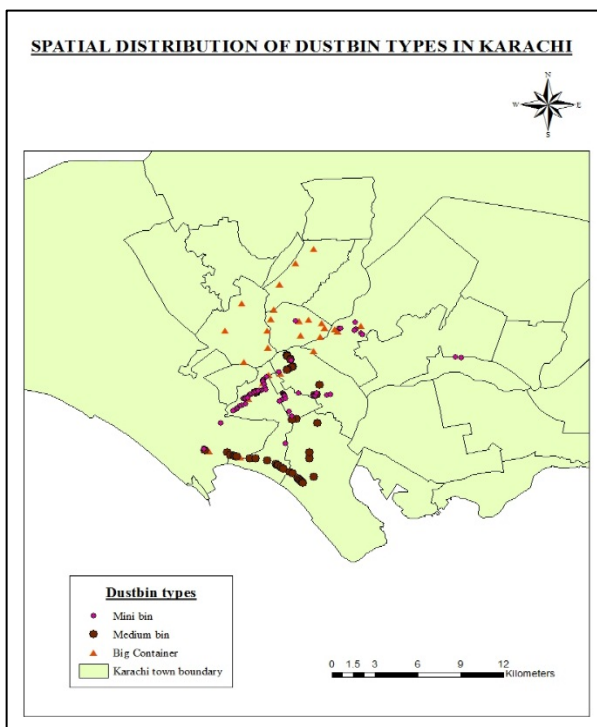 SPATIAL DISTRIBUTION OF DUSTBIN TYPES IN KARACHI
N
W E
S
Dustbin types
Mini bin
Medium bin
Big Container
Karachi town boundary
0 1.5 3 6 9 12
Kilometers